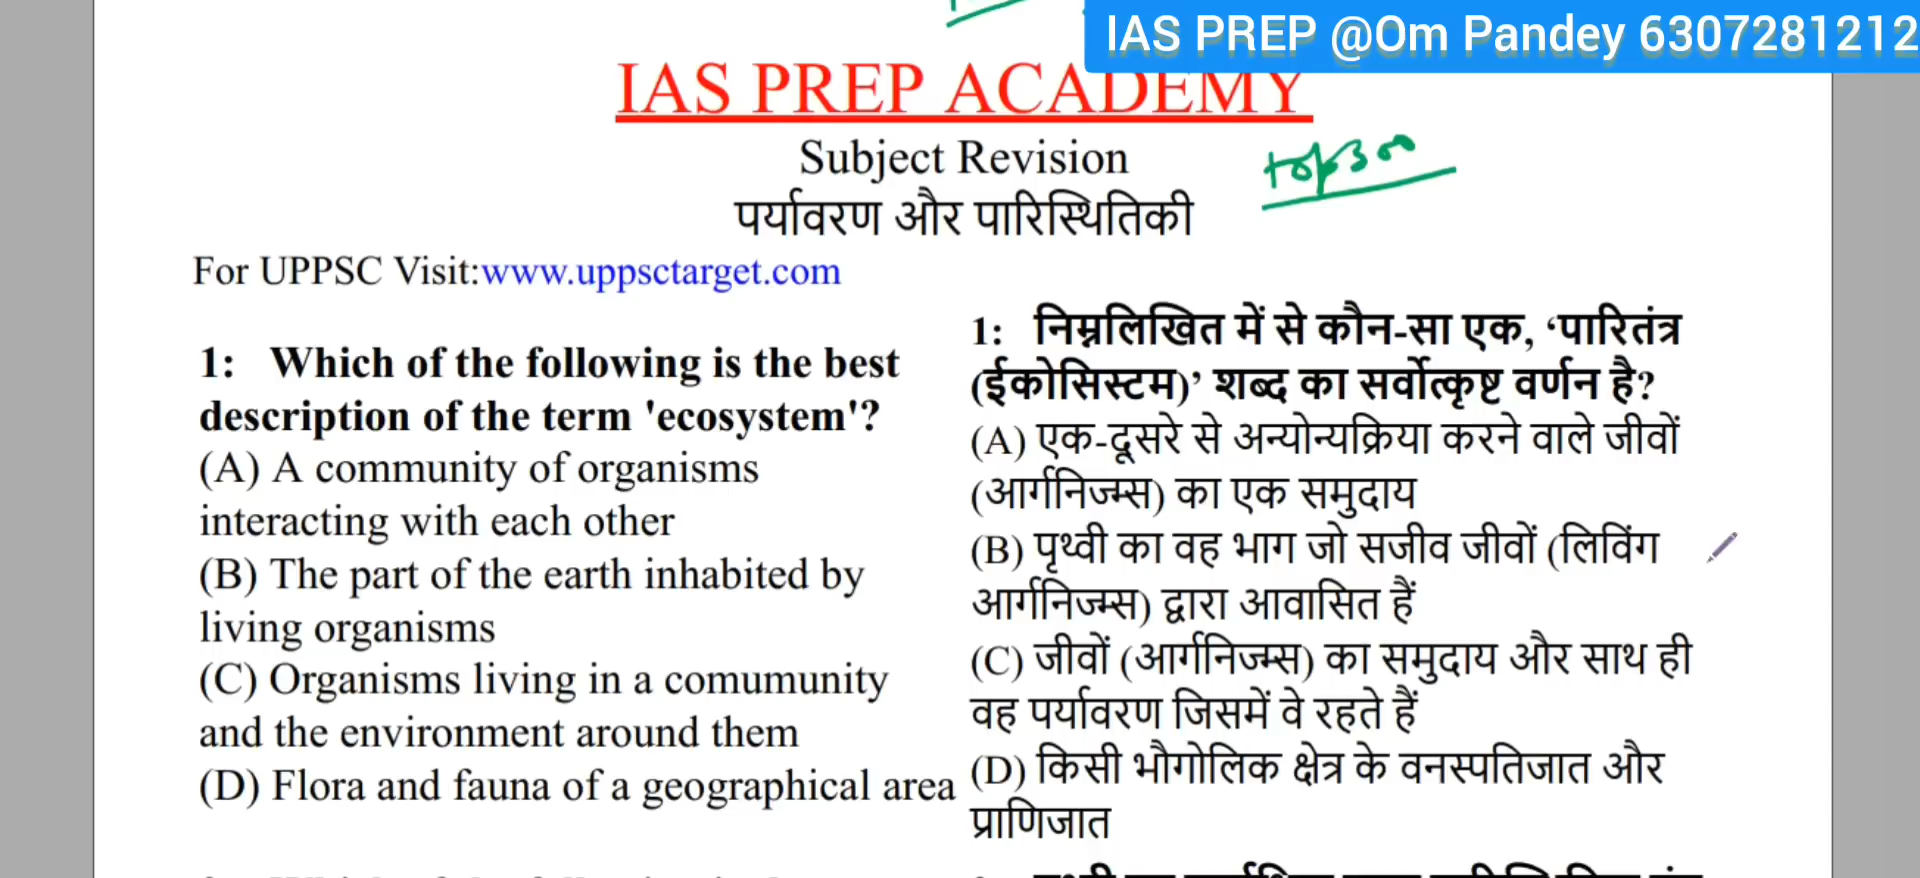 IAS PREP @Om Pandey 6307281212
IAS PREP ACADEMY
Subject Revision
top300
पर्यावरण और पारिस्थितिकी
For UPPSC Visit:www.uppsctarget.com
1: Which of the following is the best
description of the term 'ecosystem'?
(A) A community of organisms
interacting with each other
(B) The part of the earth inhabited by
living organisms
(C) Organisms living in a comumunity
and the environment around them
(D) Flora and fauna of a geographical area
1: निम्नलिखित में से कौन-सा एक, ‘पारितंत्र
(ईकोसिस्टम)’ शब्द का सर्वोत्कृष्ट वर्णन है?
(A) एक-दूसरे से अन्योन्यक्रिया करने वाले जीवों
(आर्गनिज्म्स) का एक समुदाय
(B) पृथ्वी का वह भाग जो सजीव जीवों (लिविंग
आर्गनिज्म्स) द्वारा आवासित हैं
(C) जीवों (आर्गनिज्म्स) का समुदाय और साथ ही
वह पर्यावरण जिसमें वे रहते हैं
(D) किसी भौगोलिक क्षेत्र के वनस्पतिजात और
प्राणिजात